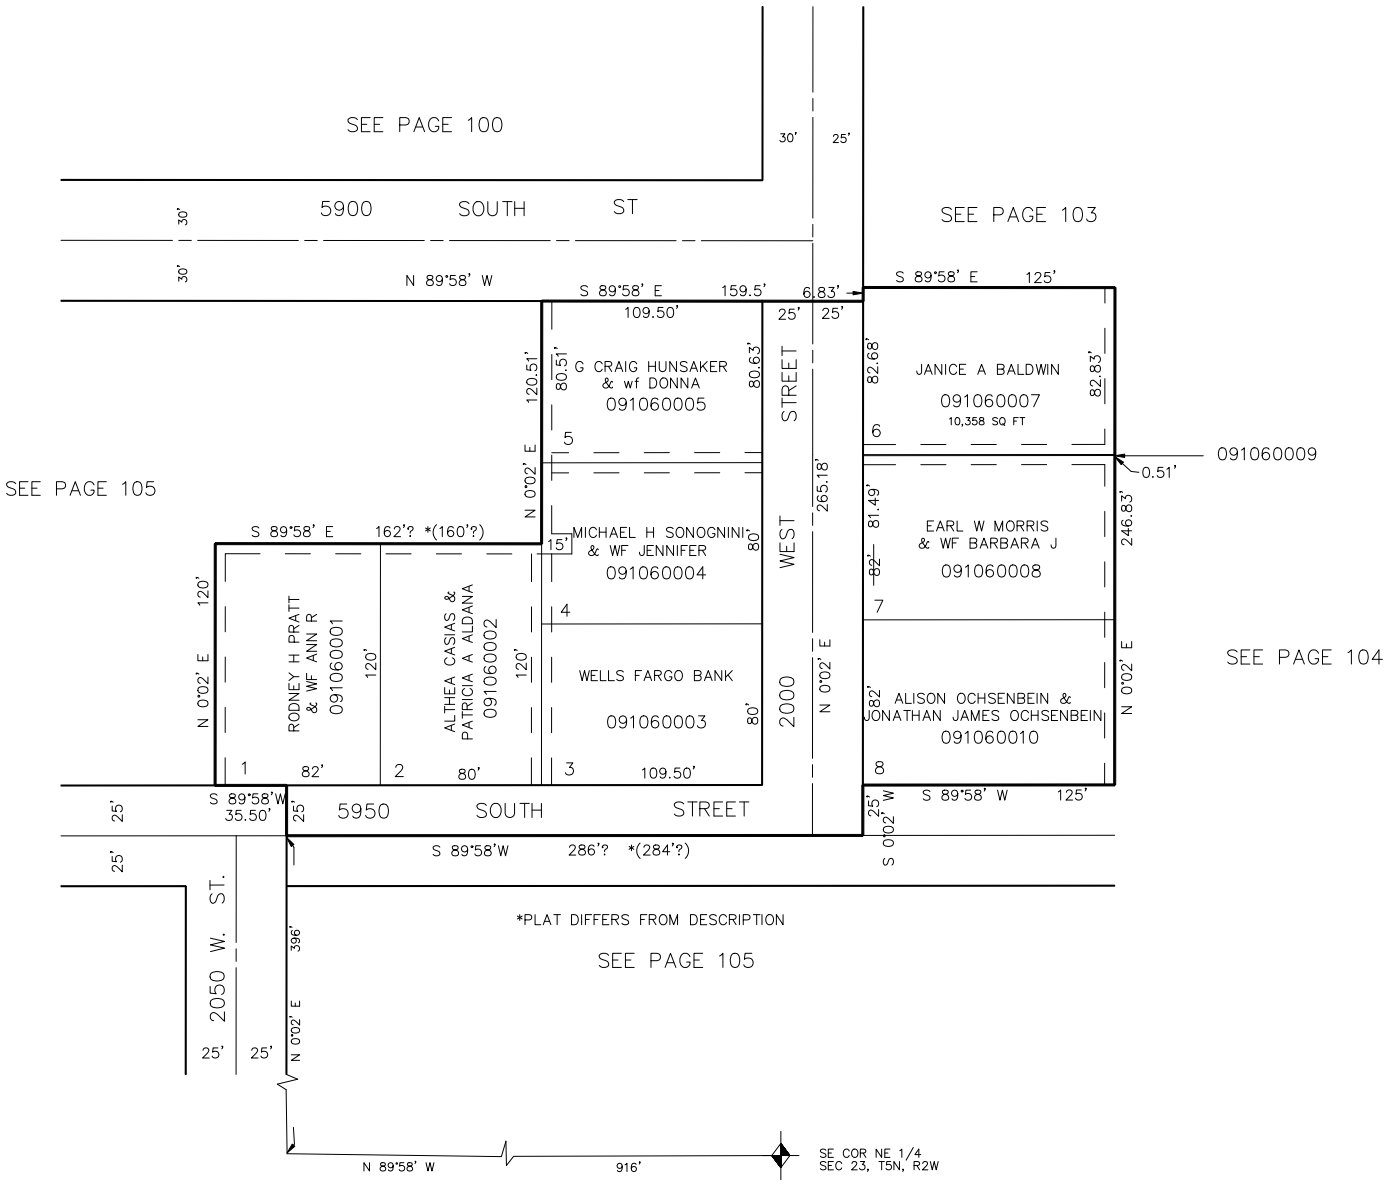 SEE PAGE 100
30' 25'
5900 SOUTH ST
30'
30'
SEE PAGE 103
N 89°58' W
S 89°58' E 159.5' 6.83'
S 89°58' E 125'
109.50'
25' 25'
120.51'
N 0°02' E
80.51'
80.63'
G CRAIG HUNSAKER
& wf DONNA
091060005
5
2000 WEST STREET
265.18'
N 0°02' E
82.68'
82.83'
JANICE A BALDWIN
091060007
10,358 SQ FT
6
091060009
0.51'
SEE PAGE 105
S 89°58' E 162'? *(160'?)
15'
MICHAEL H SONOGNINI
& WF JENNIFER
091060004
80'
4
81.49'
82'
EARL W MORRIS
& WF BARBARA J
091060008
7
246.83'
N 0°02' E
120'
N 0°02' E
RODNEY H PRATT
& WF ANN R
091060001
120'
1
82'
ALTHEA CASIAS &
PATRICIA A ALDANA
091060002
120'
2
80'
WELLS FARGO BANK
091060003
80'
3
109.50'
82'
ALISON OCHSENBEIN &
JONATHAN JAMES OCHSENBEIN
091060010
8
SEE PAGE 104
S 89°58'W
35.50'
25'
25'
25'
5950 SOUTH STREET
S 89°58' W 125'
25'
S 0°02' W
S 89°58'W 286'? *(284'?)
*PLAT DIFFERS FROM DESCRIPTION
SEE PAGE 105
2050 W. ST.
25' 25'
396'
N 0°02' E
N 89°58' W 916'
SE COR NE 1/4
SEC 23, T5N, R2W